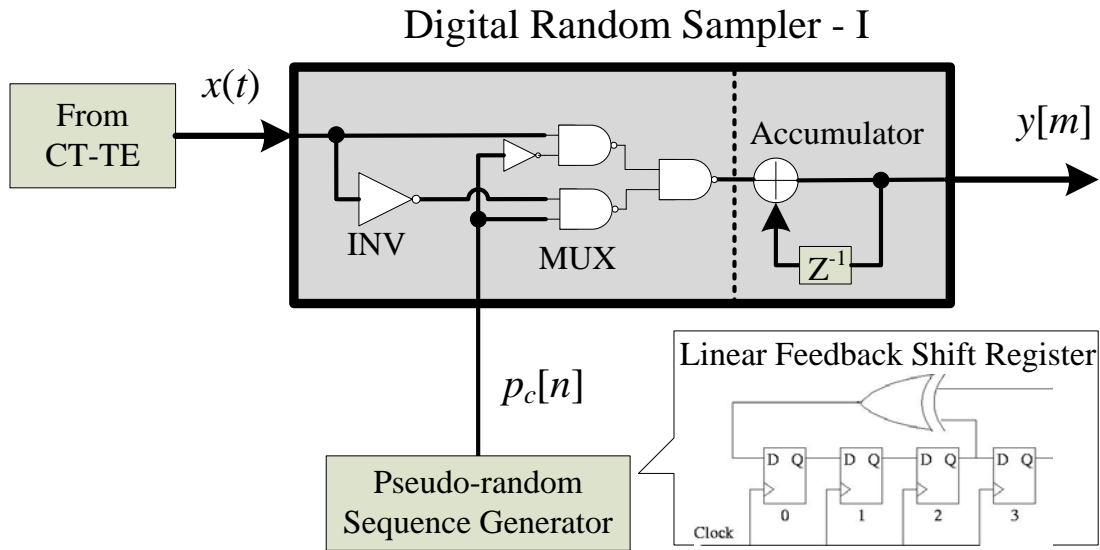 Digital Random Sampler - I
From
CT-TE
x(t)
INV
MUX
Accumulator
Z⁻¹
y[m]
p_c[n]
Pseudo-random
Sequence Generator
Linear Feedback Shift Register
D Q D Q D Q D Q
0 1 2 3
Clock